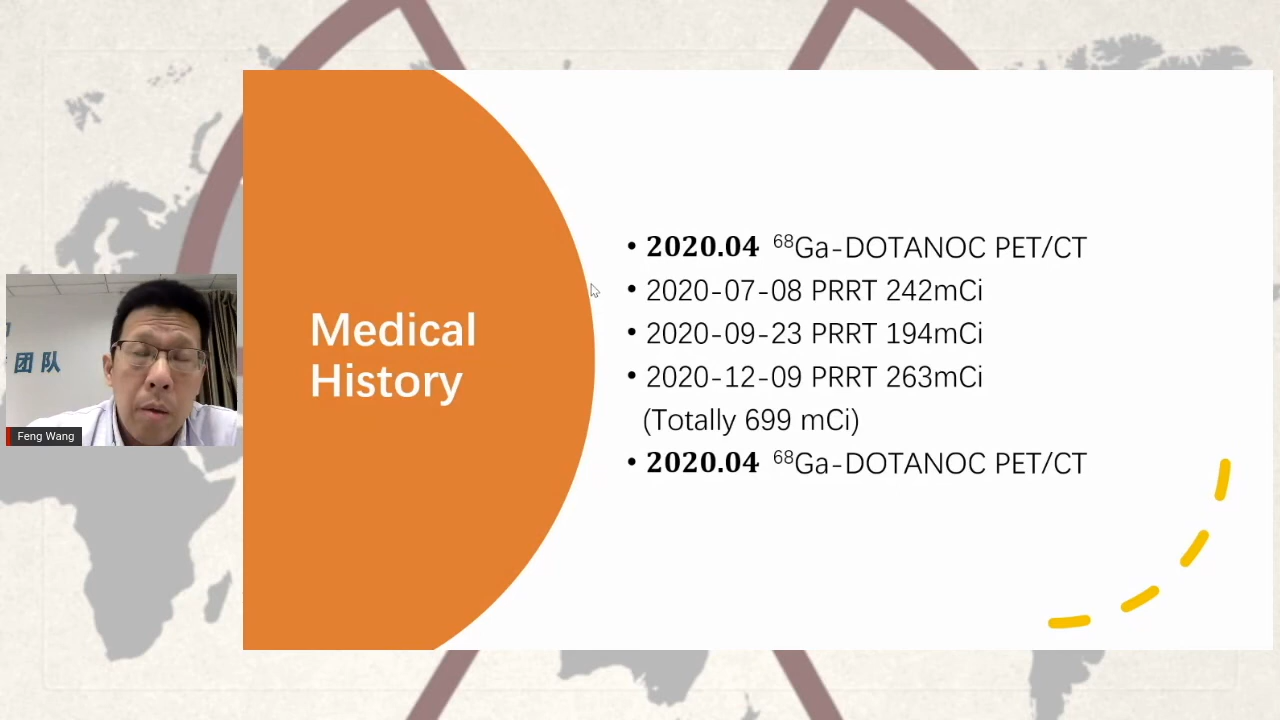 Medical
History
• 2020.04 ⁶⁸Ga-DOTANOC PET/CT
• 2020-07-08 PRRT 242mCi
• 2020-09-23 PRRT 194mCi
• 2020-12-09 PRRT 263mCi
(Totally 699 mCi)
• 2020.04 ⁶⁸Ga-DOTANOC PET/CT
团队
Feng Wang